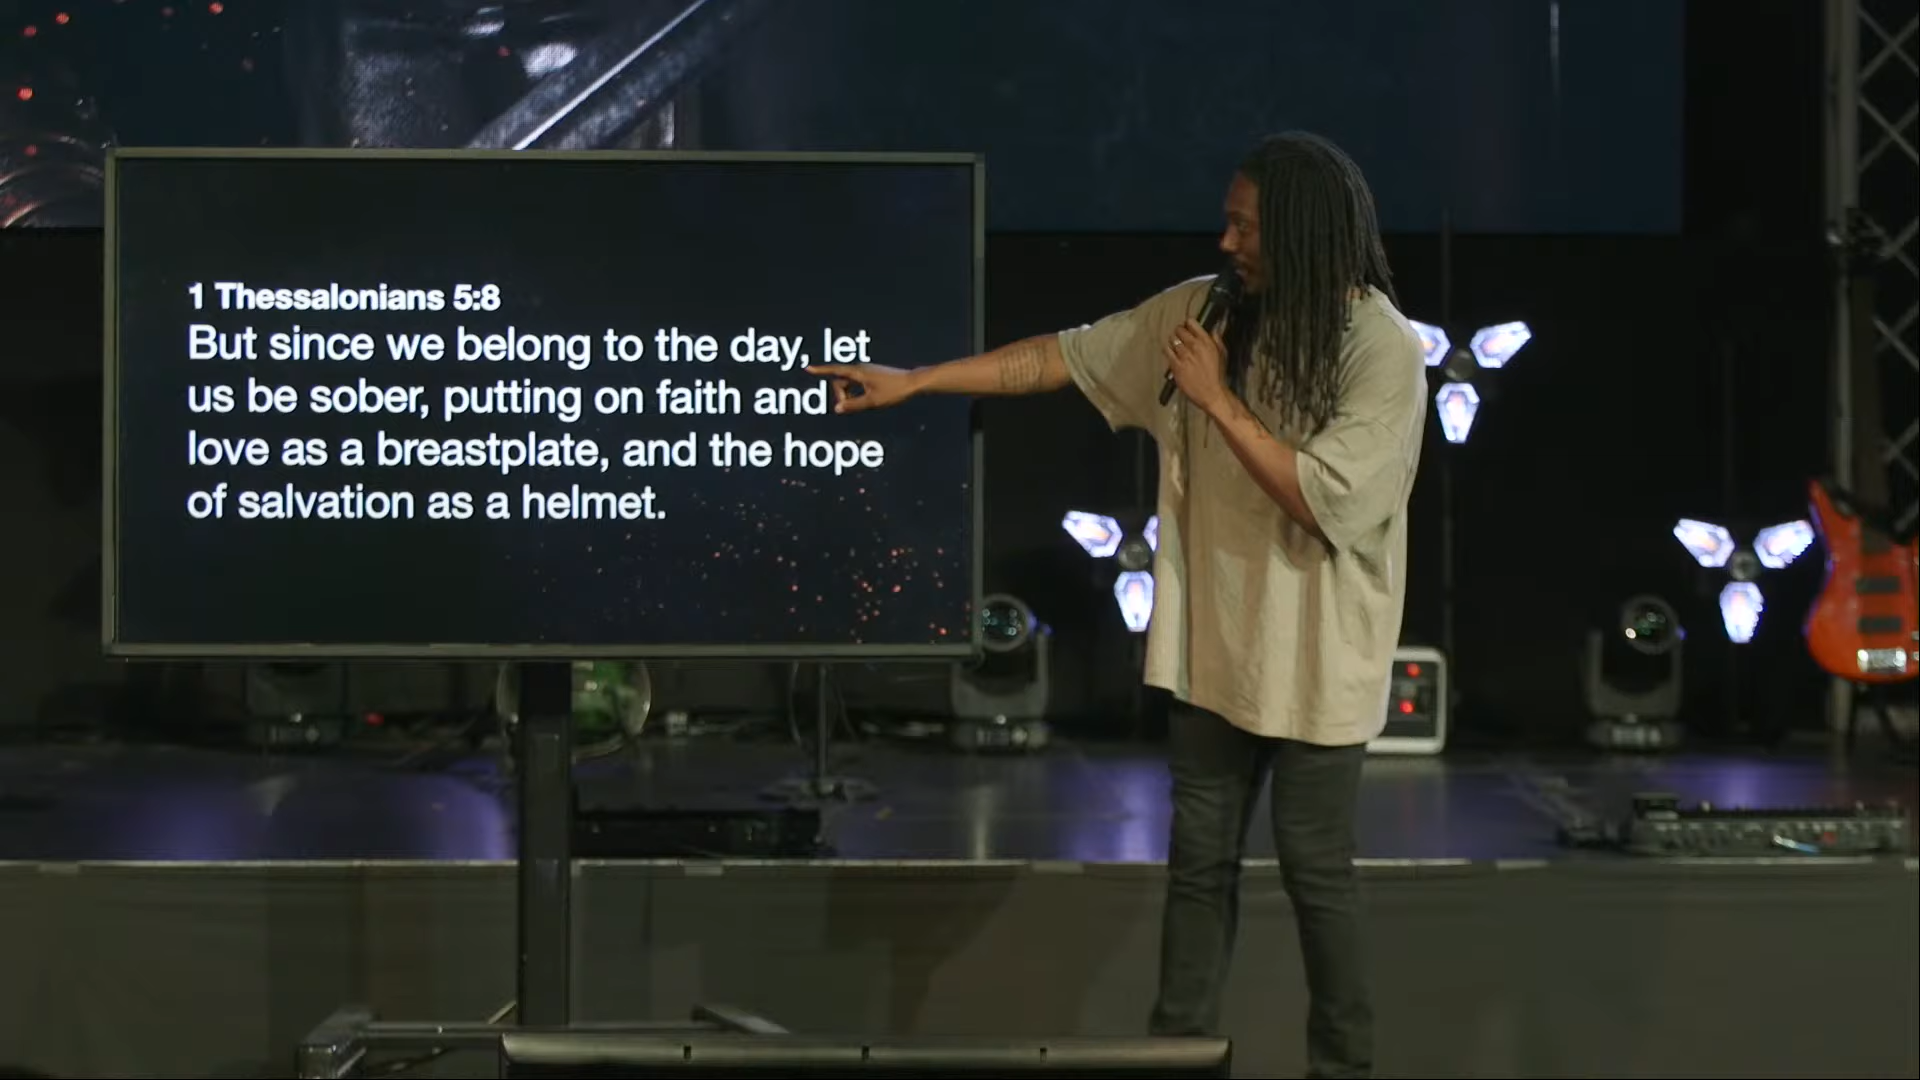 1 Thessalonians 5:8
But since we belong to the day, let
us be sober, putting on faith and
love as a breastplate, and the hope
of salvation as a helmet.